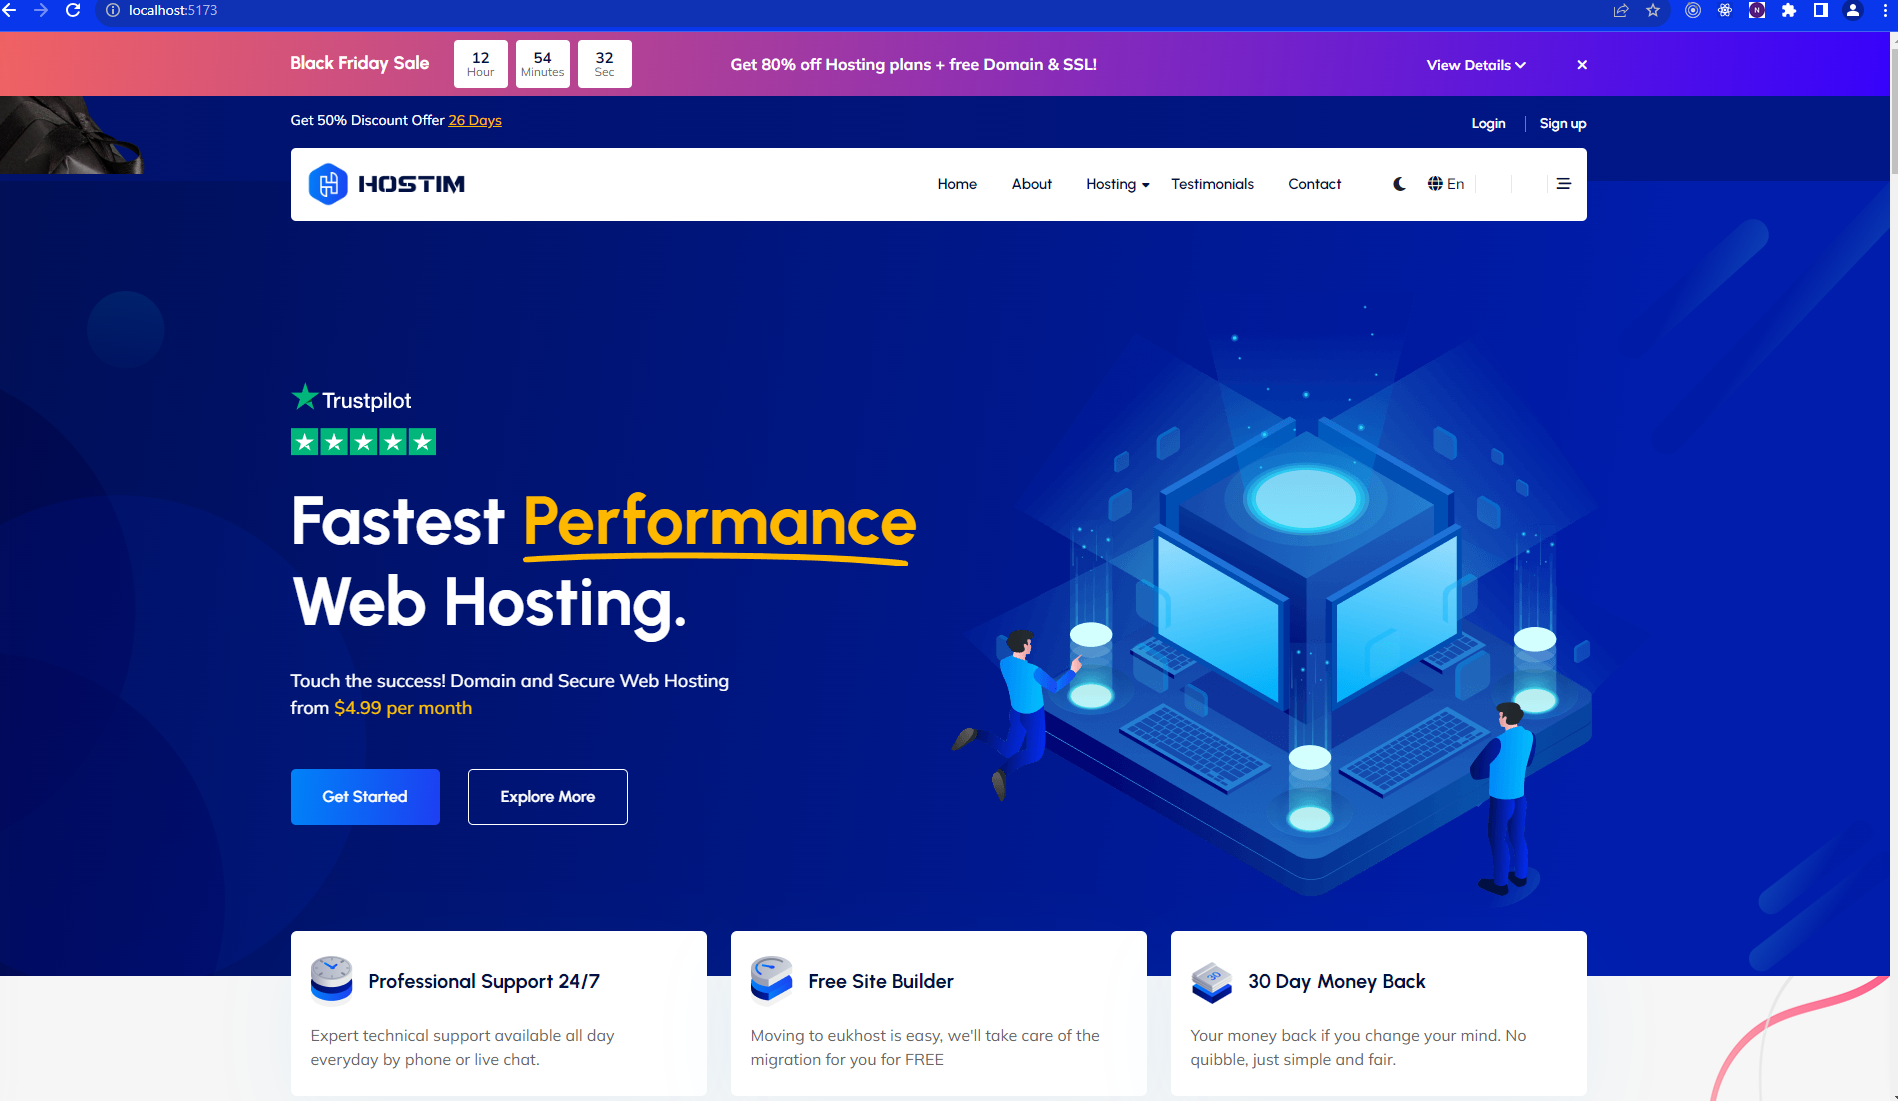 localhost:5173
Black Friday Sale
12
Hour
54
Minutes
32
Sec
Get 80% off Hosting plans + free Domain & SSL!
View Details
Get 50% Discount Offer 26 Days
Login
Sign up
HOSTIM
Home
About
Hosting
Testimonials
Contact
En
Trustpilot
Fastest Performance
Web Hosting.
Touch the success! Domain and Secure Web Hosting
from $4.99 per month
Get Started
Explore More
Professional Support 24/7
Expert technical support available all day
everyday by phone or live chat.
Free Site Builder
Moving to eukhost is easy, we'll take care of the
migration for you for FREE
30
30 Day Money Back
Your money back if you change your mind. No
quibble, just simple and fair.